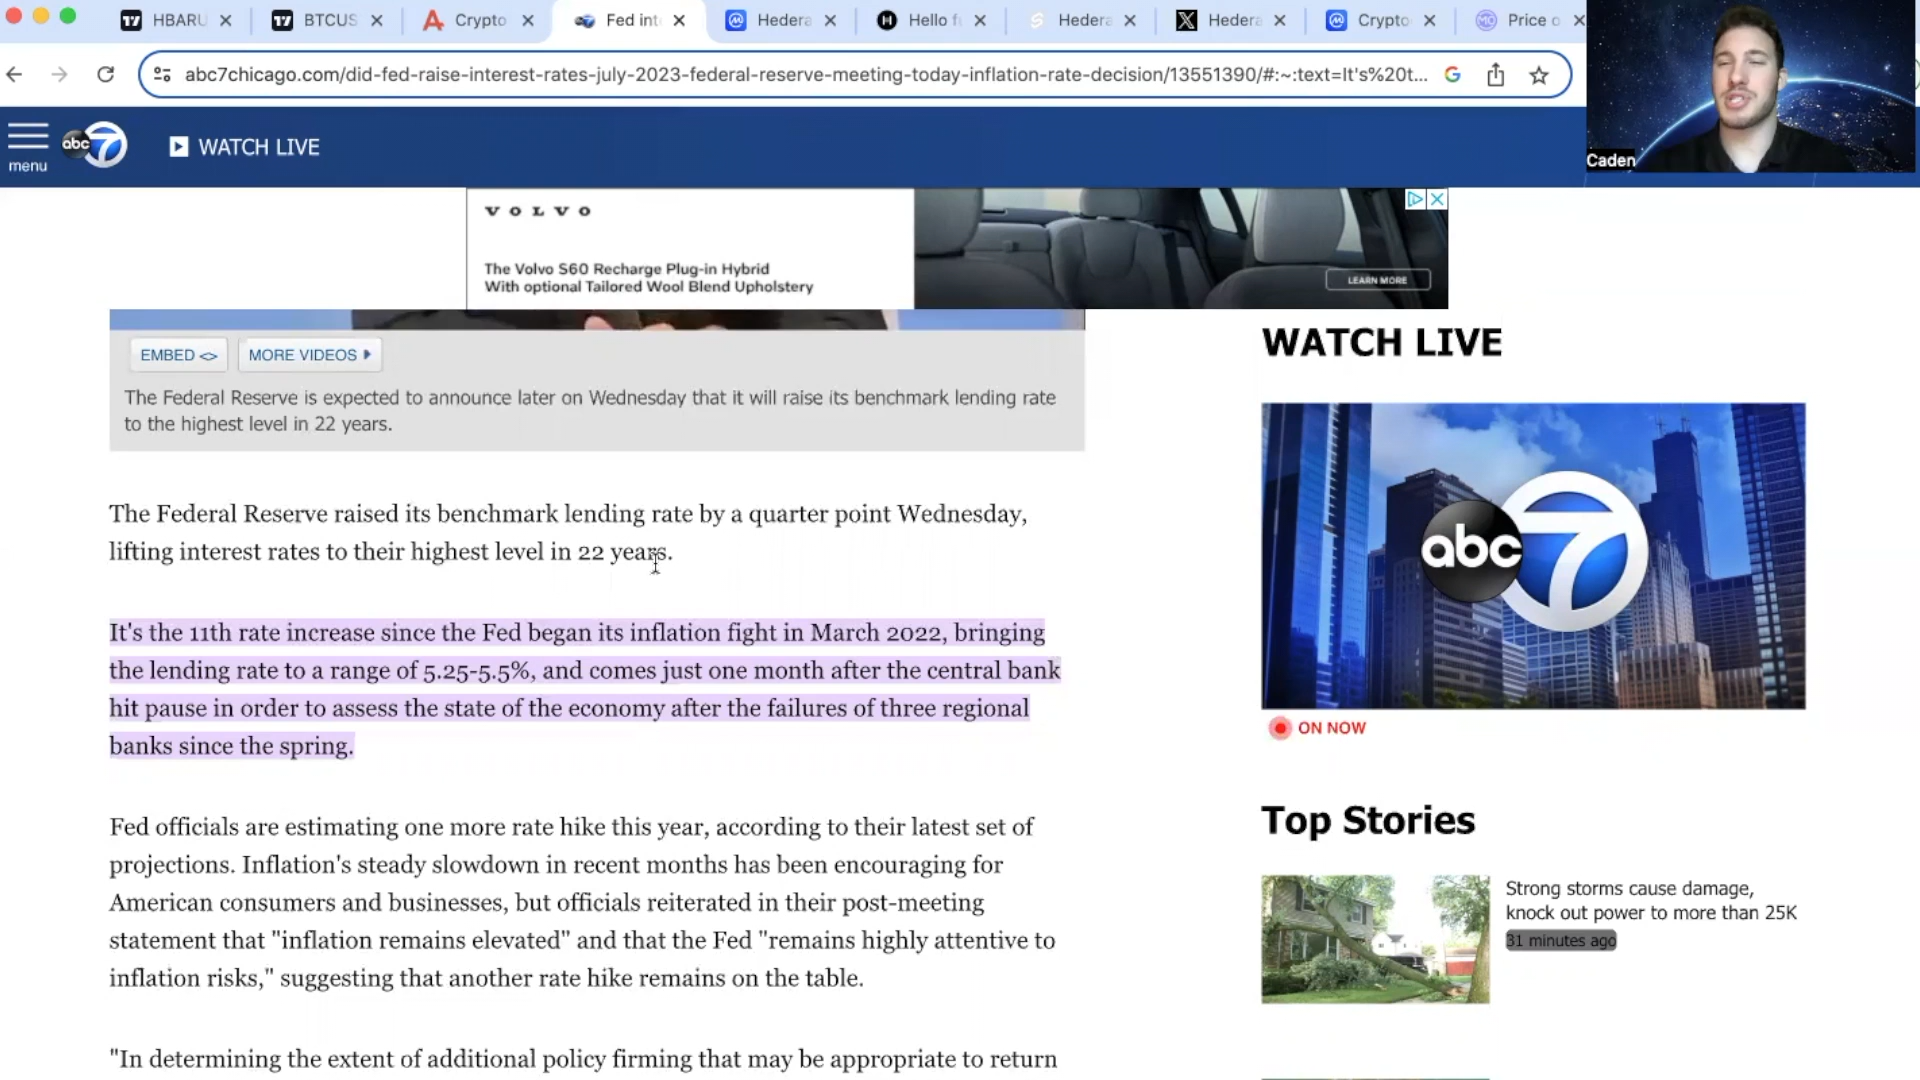 HBARU
BTCUS
Crypto
Fed int
Hedera
Hello f
Hedera
Hedera
Crypto
Price o
abc7chicago.com/did-fed-raise-interest-rates-july-2023-federal-reserve-meeting-today-inflation-rate-decision/13551390/#:~:text=It's%20t...
Caden
menu
abc 7
WATCH LIVE
VOLVO
The Volvo S60 Recharge Plug-in Hybrid
With optional Tailored Wool Blend Upholstery
LEARN MORE
EMBED <>
MORE VIDEOS
The Federal Reserve is expected to announce later on Wednesday that it will raise its benchmark lending rate
to the highest level in 22 years.
The Federal Reserve raised its benchmark lending rate by a quarter point Wednesday,
lifting interest rates to their highest level in 22 years.
It's the 11th rate increase since the Fed began its inflation fight in March 2022, bringing
the lending rate to a range of 5.25-5.5%, and comes just one month after the central bank
hit pause in order to assess the state of the economy after the failures of three regional
banks since the spring.
Fed officials are estimating one more rate hike this year, according to their latest set of
projections. Inflation's steady slowdown in recent months has been encouraging for
American consumers and businesses, but officials reiterated in their post-meeting
statement that "inflation remains elevated" and that the Fed "remains highly attentive to
inflation risks," suggesting that another rate hike remains on the table.
"In determining the extent of additional policy firming that may be appropriate to return
WATCH LIVE
abc 7
ON NOW
Top Stories
Strong storms cause damage,
knock out power to more than 25K
31 minutes ago